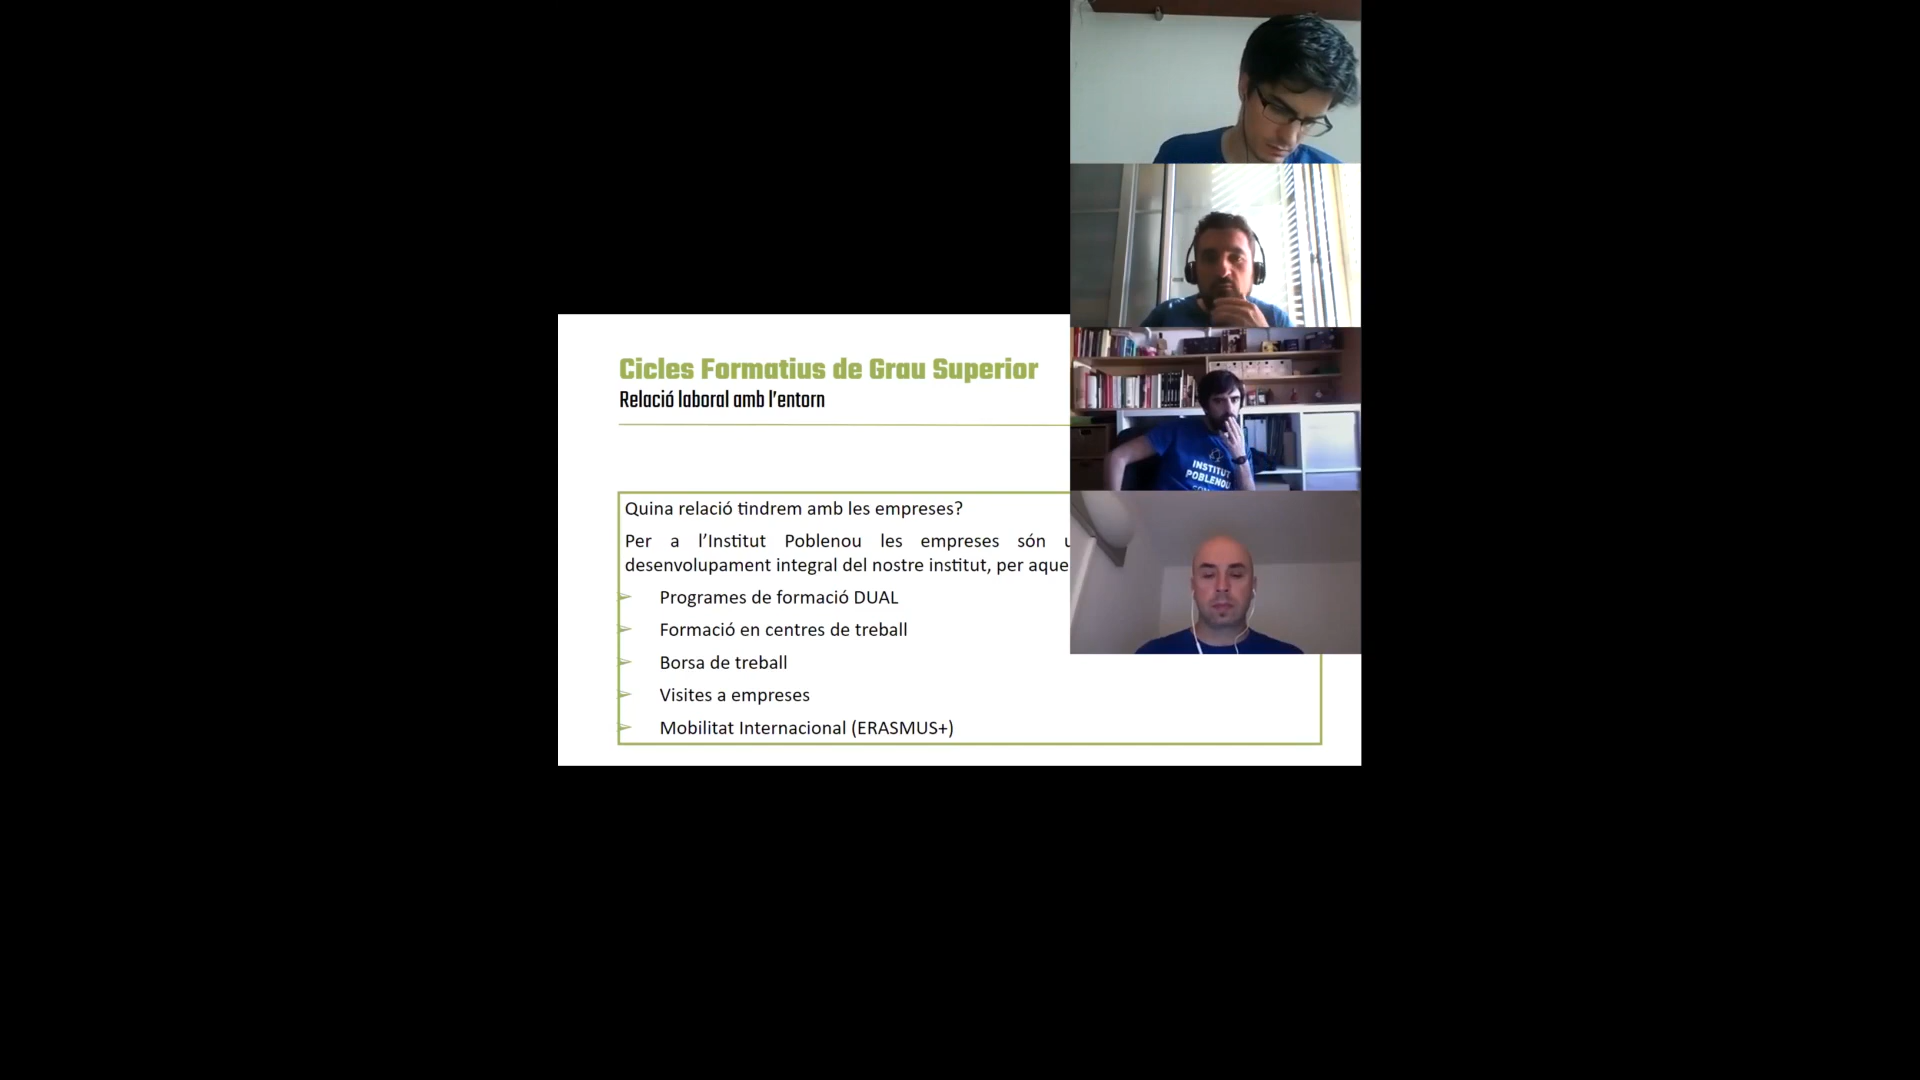 Cicles Formatius de Grau Superior
Relació laboral amb l'entorn
Quina relació tindrem amb les empreses?
Per a l'Institut Poblenou les empreses són
desenvolupament integral del nostre institut, per
Programes de formació DUAL
Formació en centres de treball
Borsa de treball
Visites a empreses
Mobilitat Internacional (ERASMUS+)
INSTITUT
POBLENOU